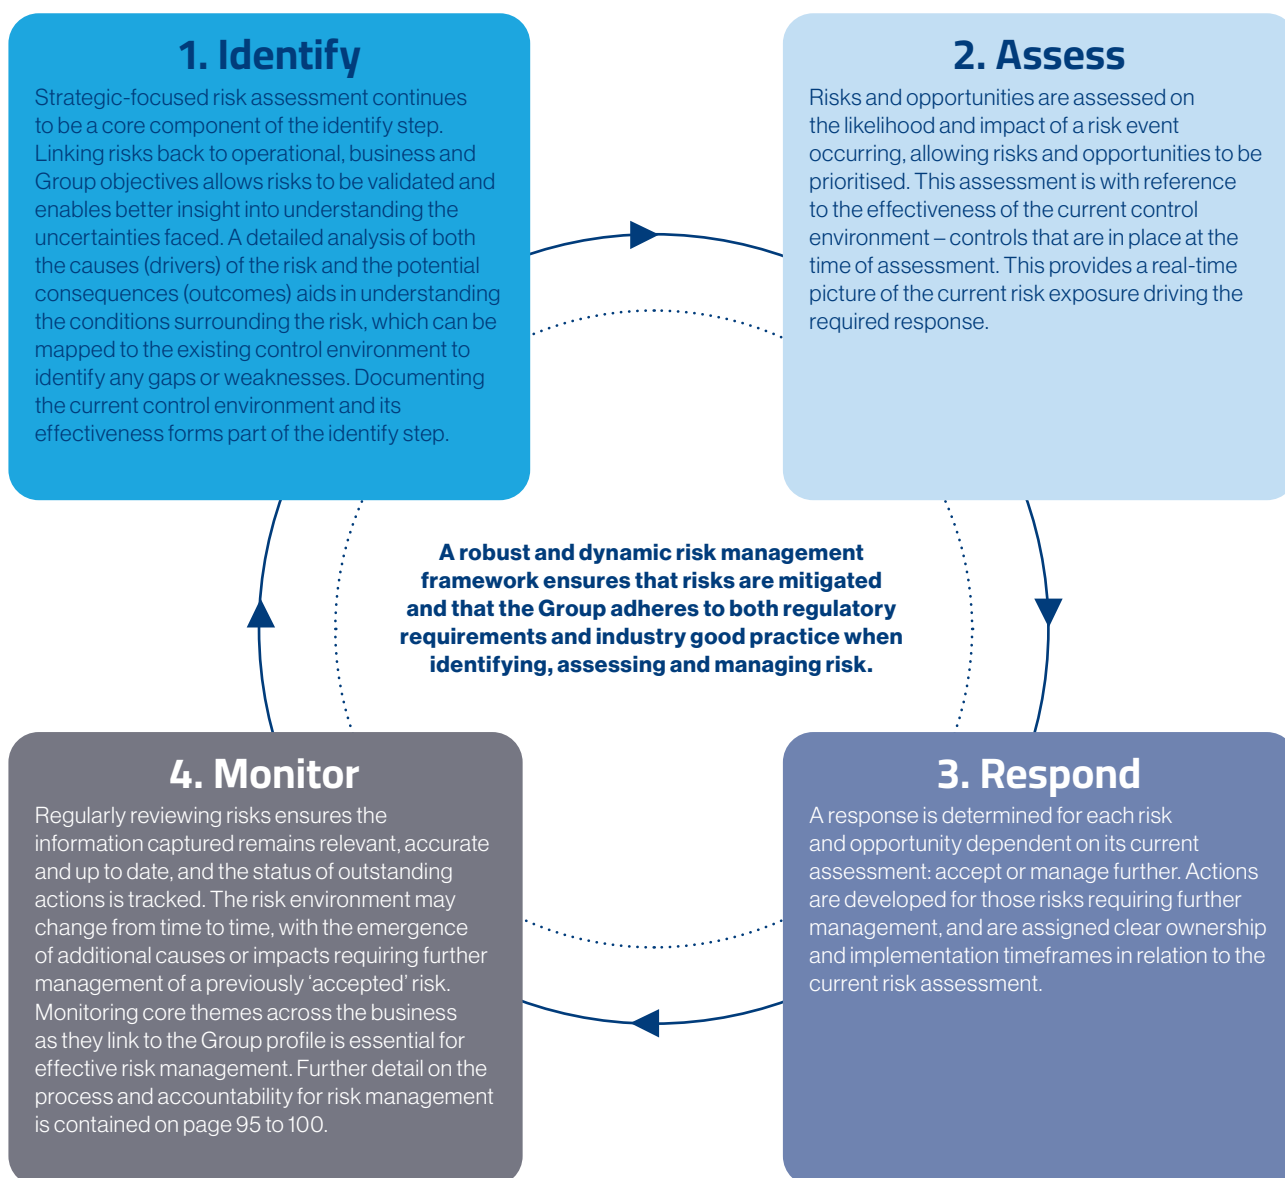 1. Identify
Strategic-focused risk assessment continues
to be a core component of the identify step.
Linking risks back to operational, business and
Group objectives allows risks to be validated and
enables better insight into understanding the
uncertainties faced. A detailed analysis of both
the causes (drivers) of the risk and the potential
consequences (outcomes) aids in understanding
the conditions surrounding the risk, which can be
mapped to the existing control environment to
identify any gaps or weaknesses. Documenting
the current control environment and its
effectiveness forms part of the identify step.
2. Assess
Risks and opportunities are assessed on
the likelihood and impact of a risk event
occurring, allowing risks and opportunities to be
prioritised. This assessment is with reference
to the effectiveness of the current control
environment – controls that are in place at the
time of assessment. This provides a real-time
picture of the current risk exposure driving the
required response.
A robust and dynamic risk management
framework ensures that risks are mitigated
and that the Group adheres to both regulatory
requirements and industry good practice when
identifying, assessing and managing risk.
4. Monitor
Regularly reviewing risks ensures the
information captured remains relevant, accurate
and up to date, and the status of outstanding
actions is tracked. The risk environment may
change from time to time, with the emergence
of additional causes or impacts requiring further
management of a previously ‘accepted’ risk.
Monitoring core themes across the business
as they link to the Group profile is essential for
effective risk management. Further detail on the
process and accountability for risk management
is contained on page 95 to 100.
3. Respond
A response is determined for each risk
and opportunity dependent on its current
assessment: accept or manage further. Actions
are developed for those risks requiring further
management, and are assigned clear ownership
and implementation timeframes in relation to the
current risk assessment.